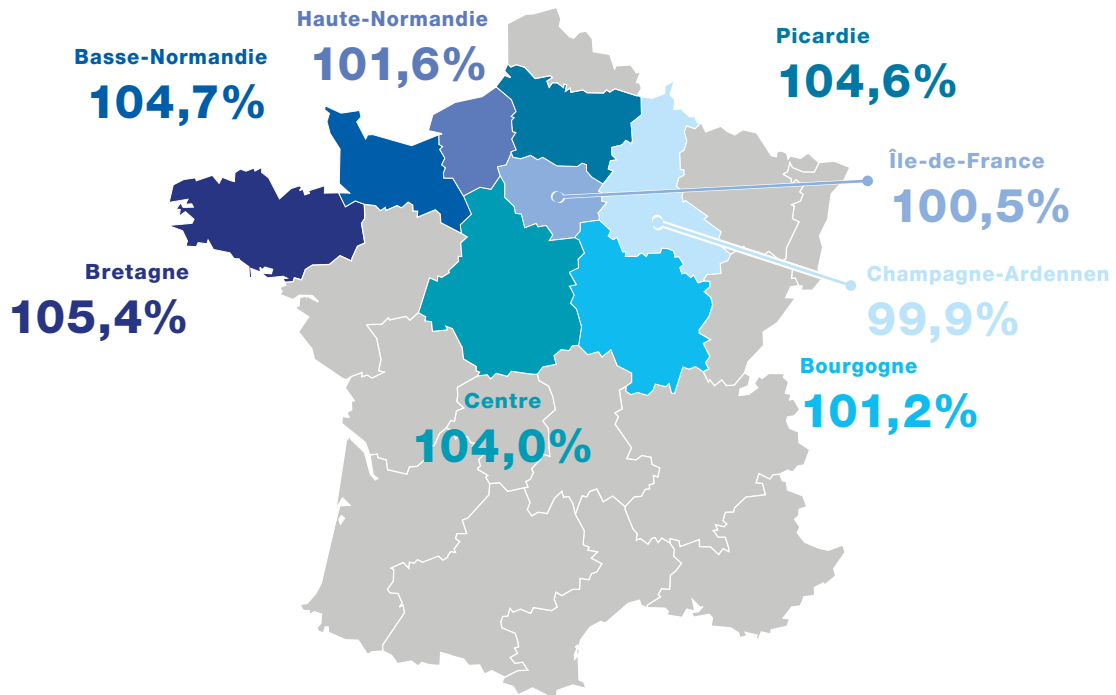 Haute-Normandie
101,6%
Basse-Normandie
104,7%
Picardie
104,6%
Île-de-France
100,5%
Bretagne
105,4%
Champagne-Ardennen
99,9%
Bourgogne
101,2%
Centre
104,0%